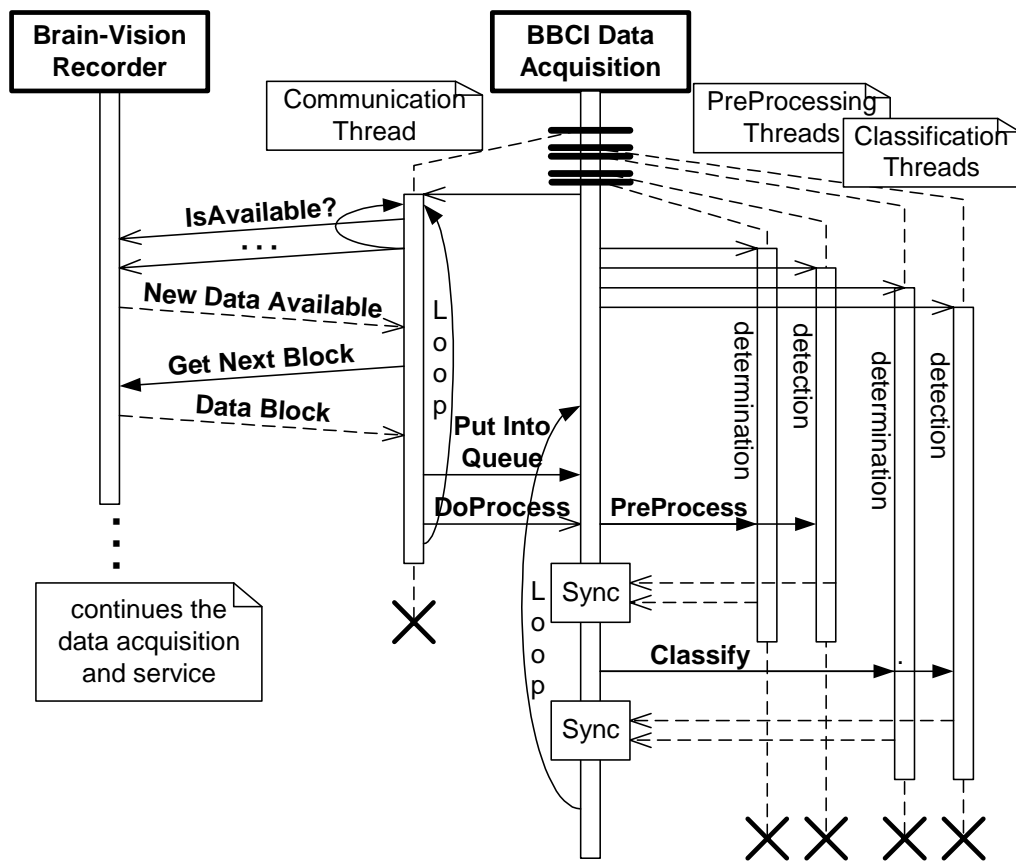 Brain-Vision
Recorder
BBCI Data
Acquisition
Communication
Thread
PreProcessing
Threads
Classification
Threads
IsAvailable?
. . .
New Data Available
Get Next Block
Data Block
Loop
Put Into
Queue
DoProcess
PreProcess
determination
detection
determination
detection
Sync
Loop
Classify
Sync
continues the
data acquisition
and service